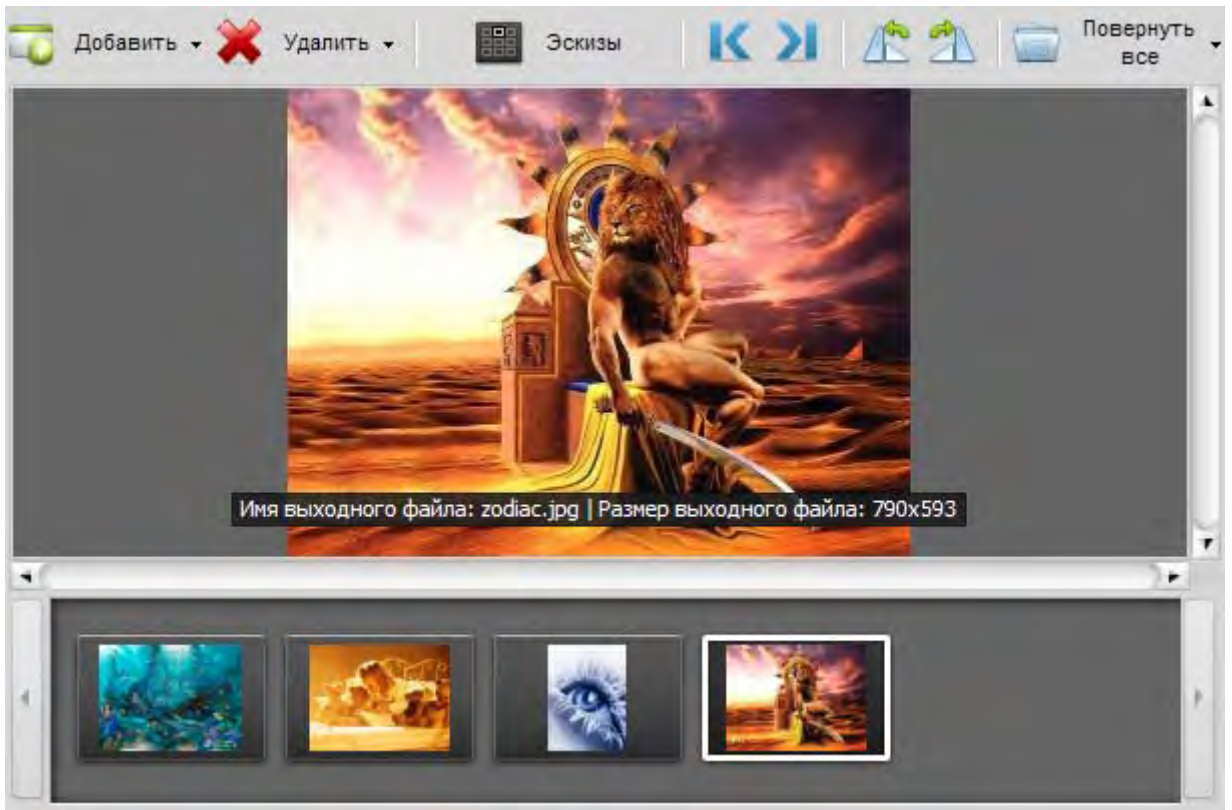 Добавить
Удалить
Эскизы
Повернуть
все
Имя выходного файла: zodiac.jpg | Размер выходного файла: 790x593